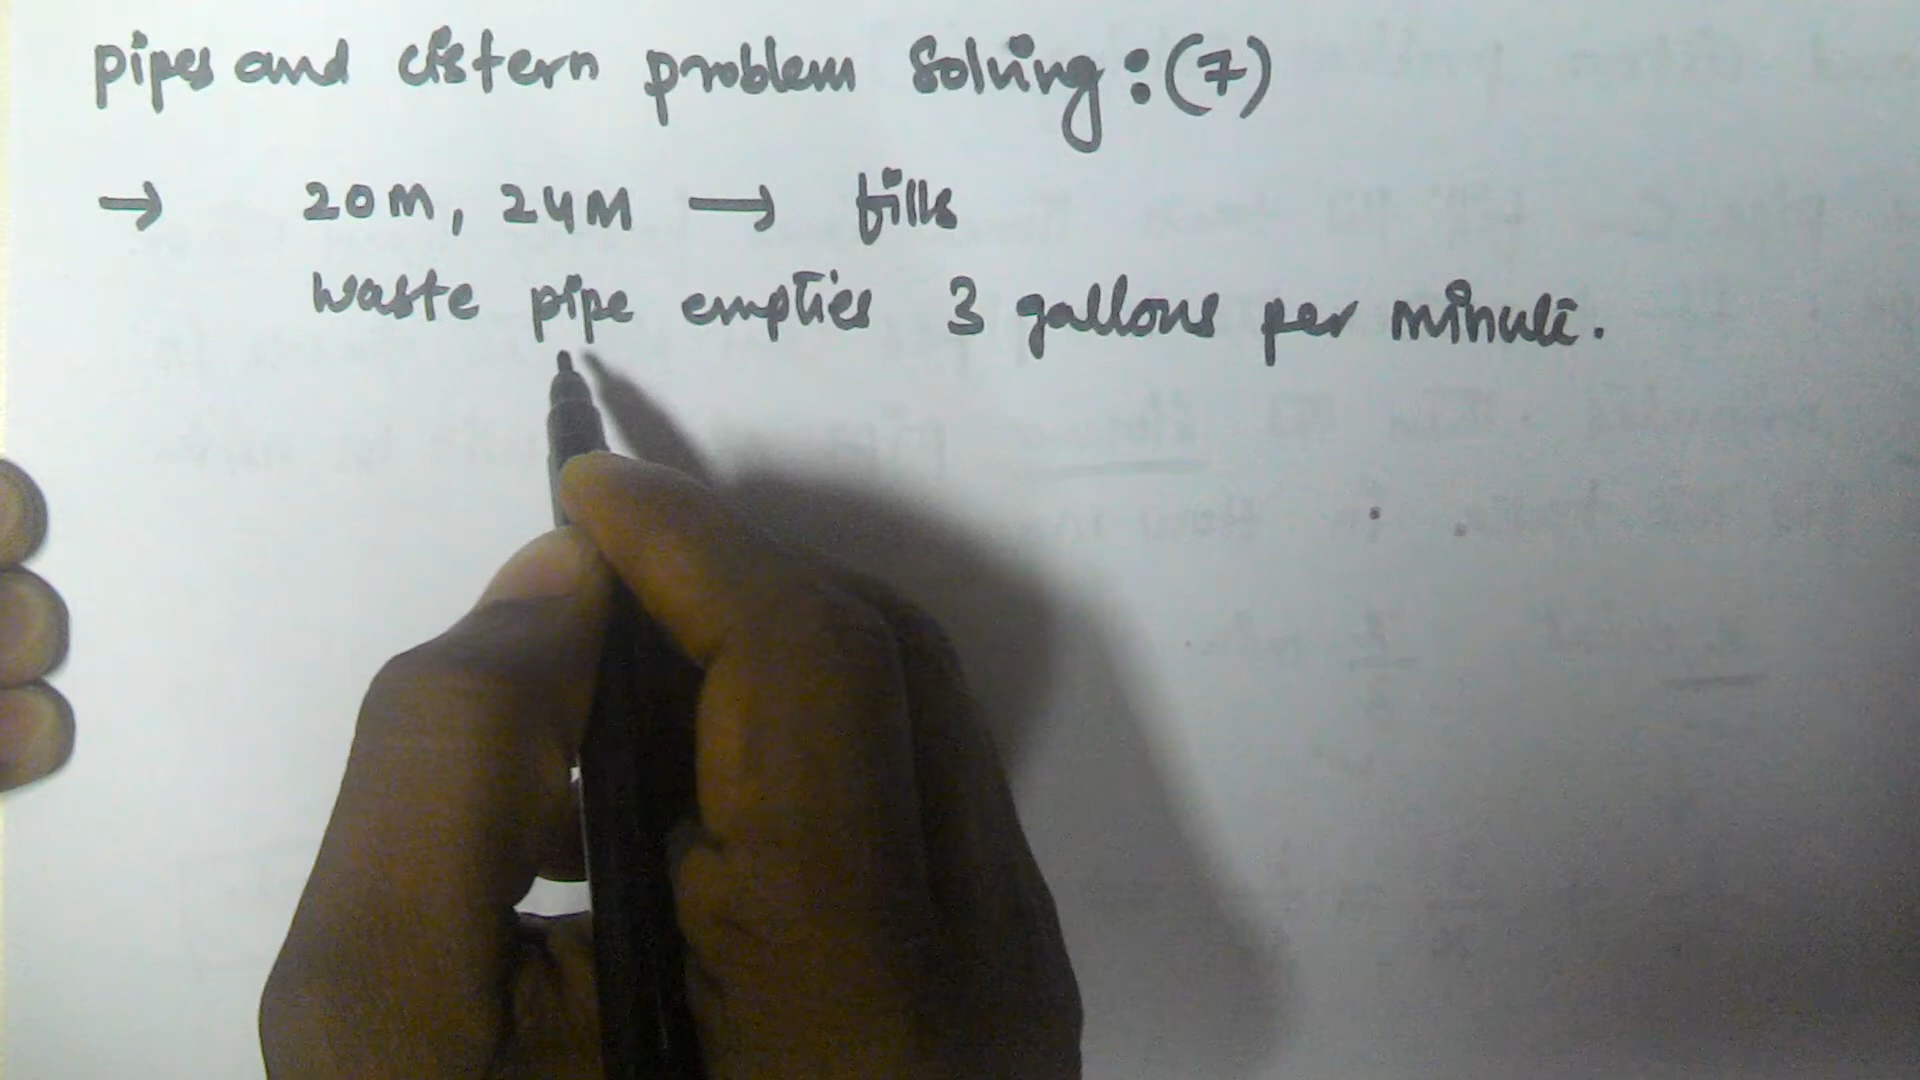 pipes and cistern problem solving : (7)
→ 20M, 24M → fills
waste pipe empties 3 gallons per minute.